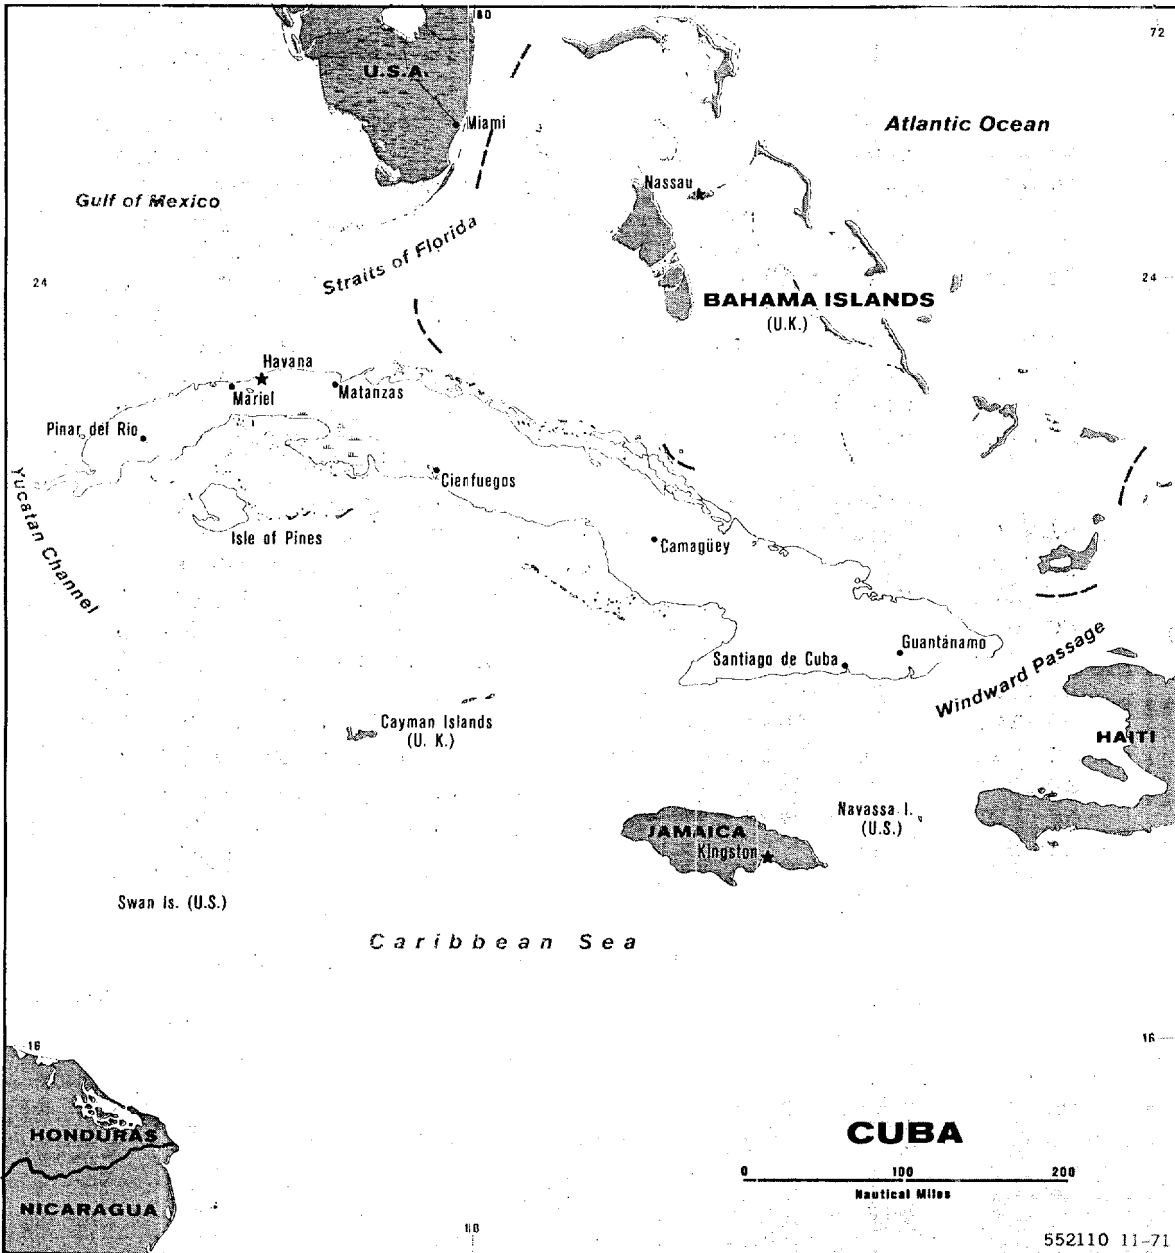 80
72
U.S.A.
Miami
Atlantic Ocean
Nassau
Gulf of Mexico
Straits of Florida
24
24
BAHAMA ISLANDS
(U.K.)
Havana
Mariel
Matanzas
Pinar del Rio
Cienfuegos
Yucatan Channel
Isle of Pines
Camagüey
Guantánamo
Santiago de Cuba
Windward Passage
Cayman Islands
(U. K.)
HAITI
Navassa I.
(U.S.)
JAMAICA
Kingston
Swan Is. (U.S.)
Caribbean Sea
16
16
CUBA
HONDURAS
0 100 200
Nautical Miles
NICARAGUA
552110 11-71